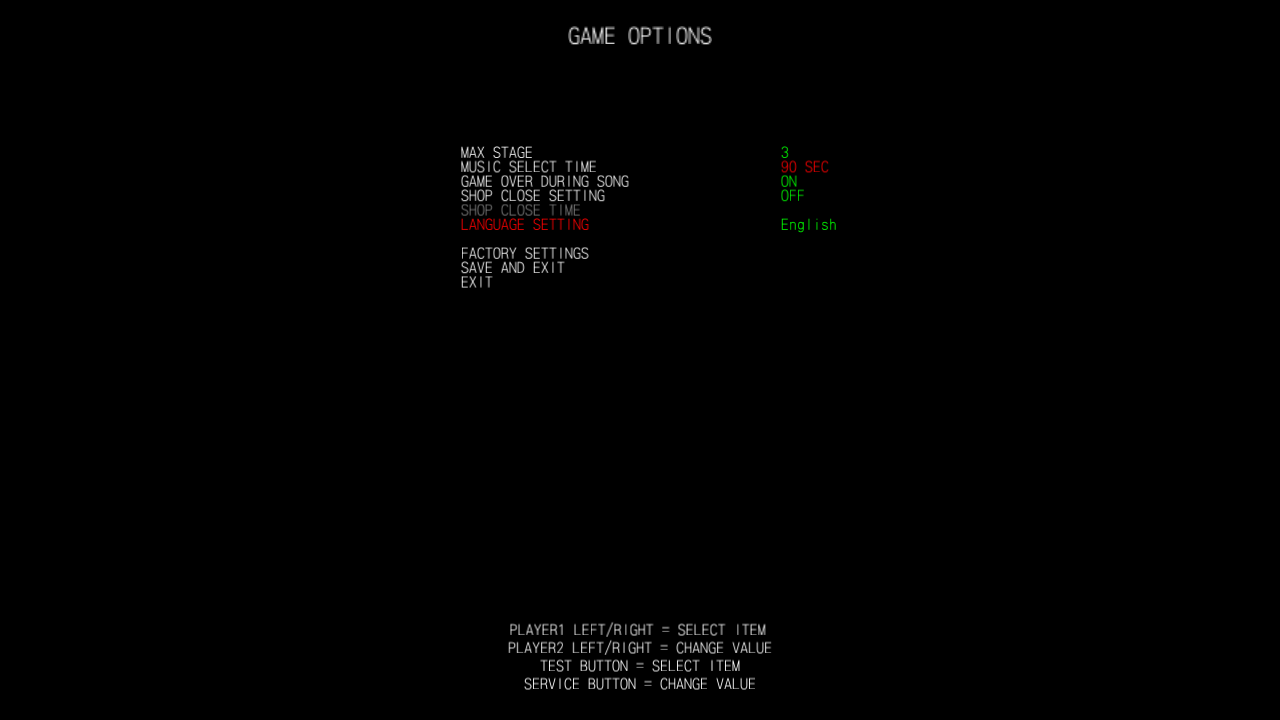 GAME OPTIONS
MAX STAGE 3
MUSIC SELECT TIME 90 SEC
GAME OVER DURING SONG ON
SHOP CLOSE SETTING OFF
SHOP CLOSE TIME
LANGUAGE SETTING English
FACTORY SETTINGS
SAVE AND EXIT
EXIT
PLAYER1 LEFT/RIGHT = SELECT ITEM
PLAYER2 LEFT/RIGHT = CHANGE VALUE
TEST BUTTON = SELECT ITEM
SERVICE BUTTON = CHANGE VALUE